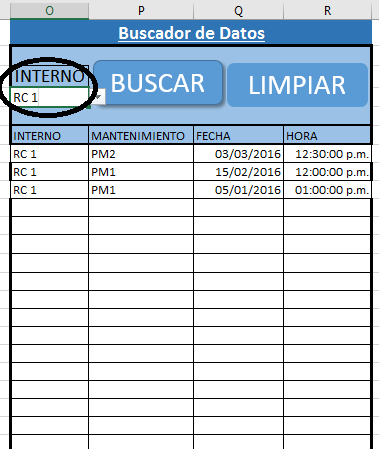 O P Q R
Buscador de Datos
INTERNO
BUSCAR LIMPIAR
RC 1
INTERNO MANTENIMIENTO FECHA HORA
RC 1 PM2 03/03/2016 12:30:00 p.m.
RC 1 PM1 15/02/2016 12:00:00 p.m.
RC 1 PM1 05/01/2016 01:00:00 p.m.